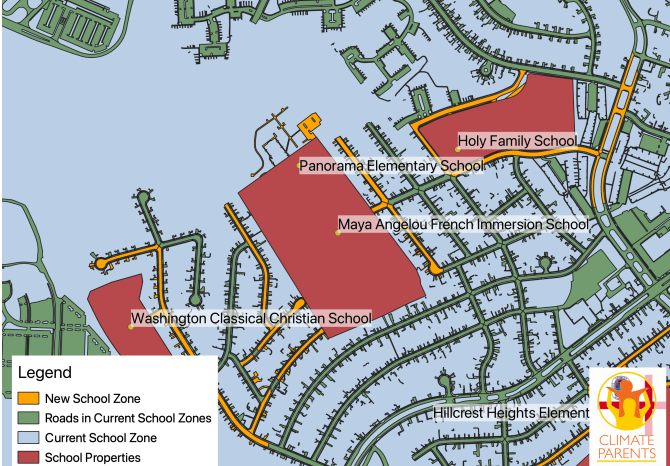 Holy Family School
Panorama Elementary School
Maya Angelou French Immersion School
Washington Classical Christian School
Hillcrest Heights Element
Legend
New School Zone
Roads in Current School Zones
Current School Zone
School Properties
CLIMATE
PARENTS